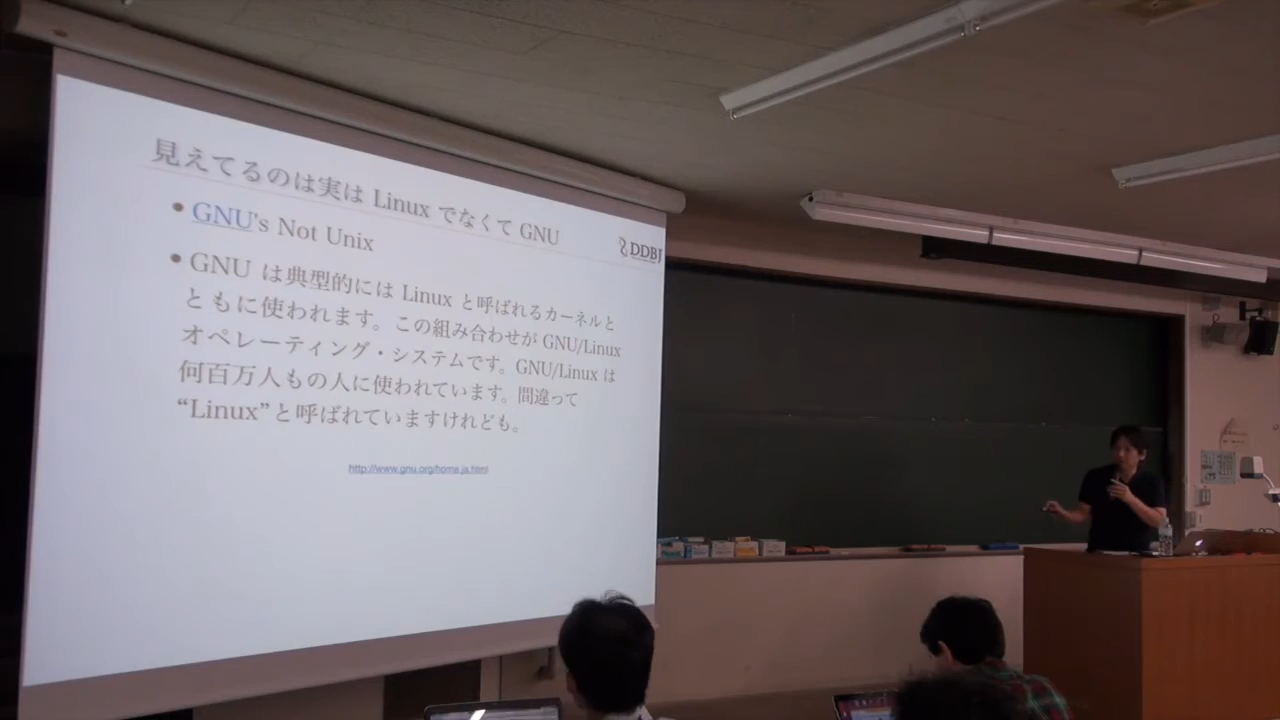 見えてるのは実は Linux でなくて GNU
DDBJ
• GNU's Not Unix
• GNU は典型的には Linux と呼ばれるカーネルと
ともに使われます。この組み合わせが GNU/Linux
オペレーティング・システムです。GNU/Linux は
何百万人もの人に使われています。間違って
“Linux”と呼ばれていますけれども。
http://www.gnu.org/home.ja.html